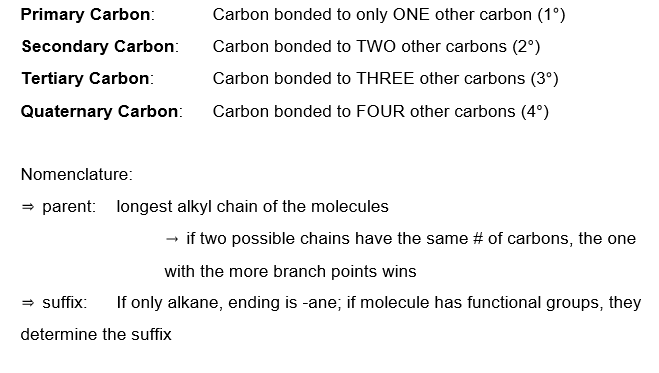 Primary Carbon: Carbon bonded to only ONE other carbon (1°)
Secondary Carbon: Carbon bonded to TWO other carbons (2°)
Tertiary Carbon: Carbon bonded to THREE other carbons (3°)
Quaternary Carbon: Carbon bonded to FOUR other carbons (4°)
Nomenclature:
⇒ parent: longest alkyl chain of the molecules
→ if two possible chains have the same # of carbons, the one
with the more branch points wins
⇒ suffix: If only alkane, ending is -ane; if molecule has functional groups, they
determine the suffix